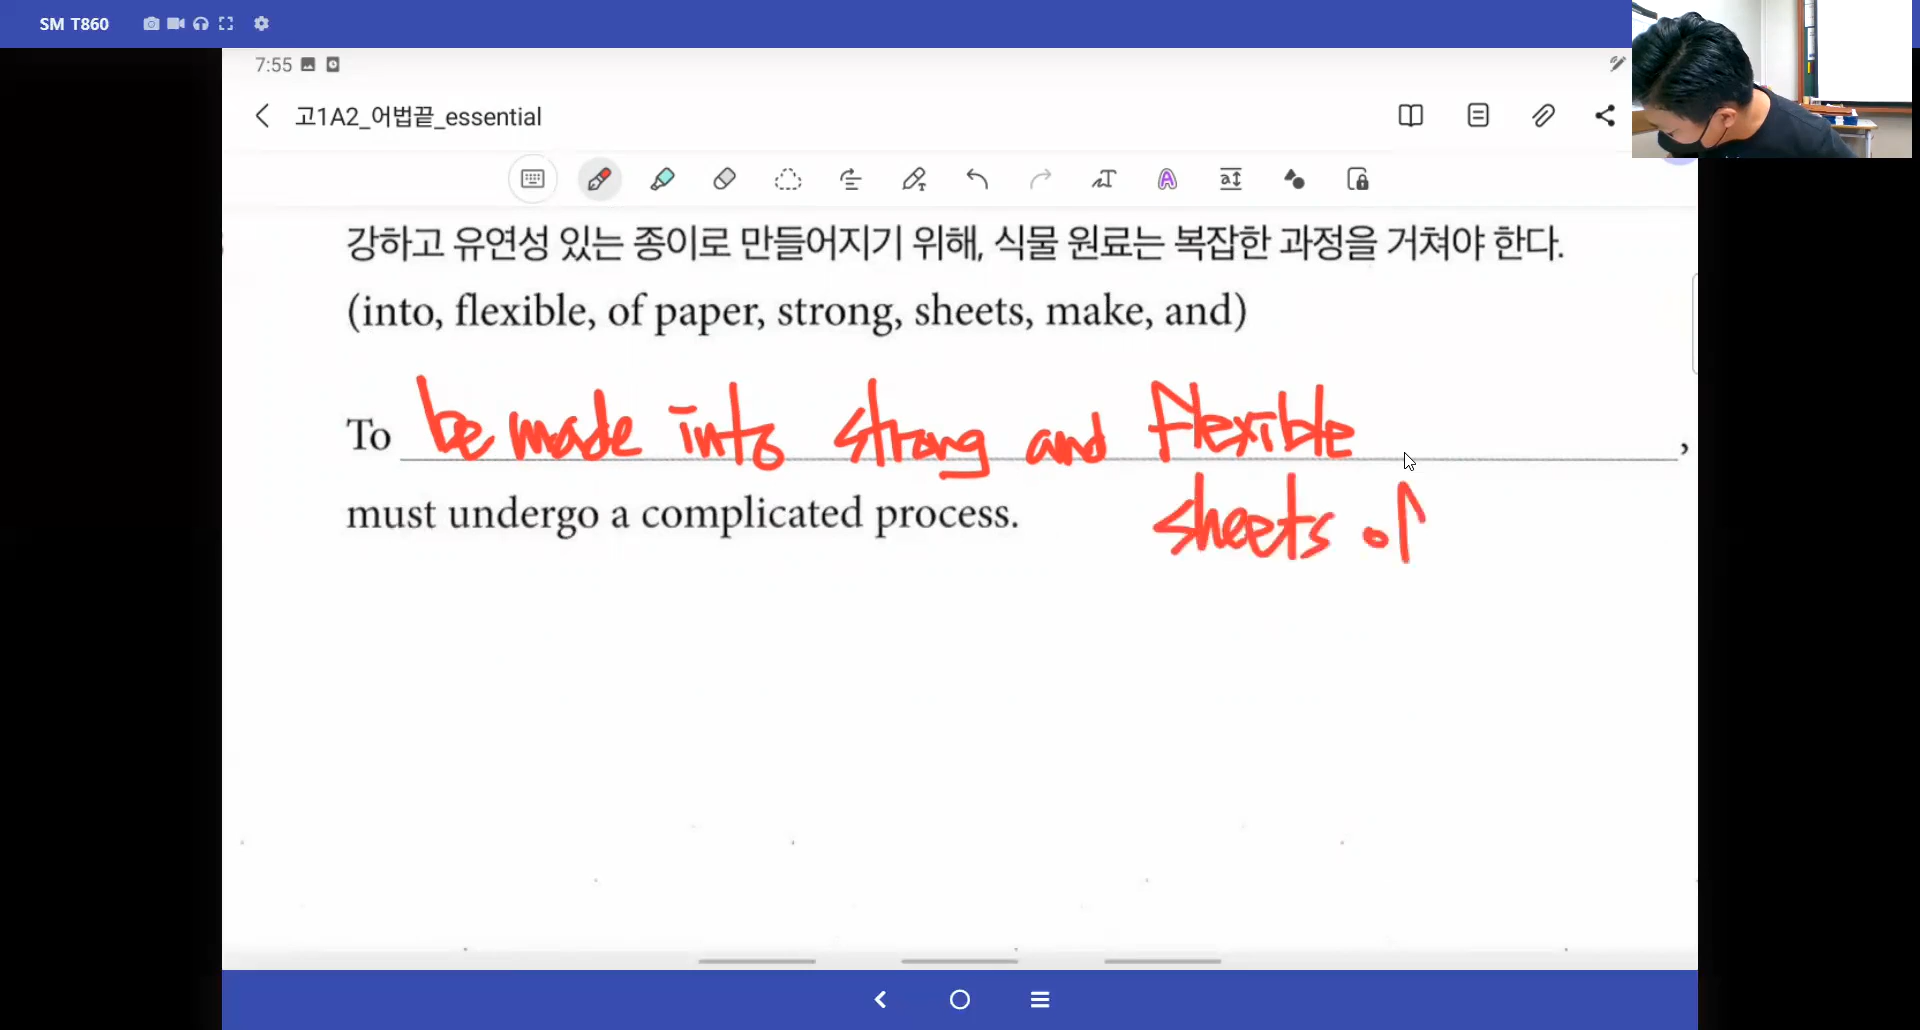 SM T860
7:55
고1A2_어법끝_essential
강하고 유연성 있는 종이로 만들어지기 위해, 식물 원료는 복잡한 과정을 거쳐야 한다.
(into, flexible, of paper, strong, sheets, make, and)
To be made into strong and flexible ,
must undergo a complicated process. sheets of